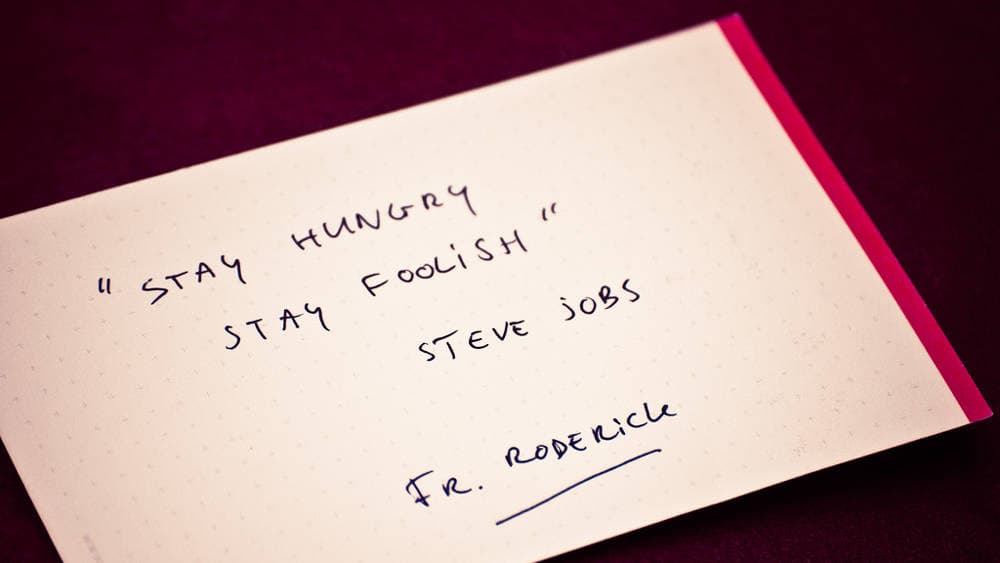 "STAY HUNGRY
STAY FOOLiSH"
STEVE JOBS
FR. RODERiCK